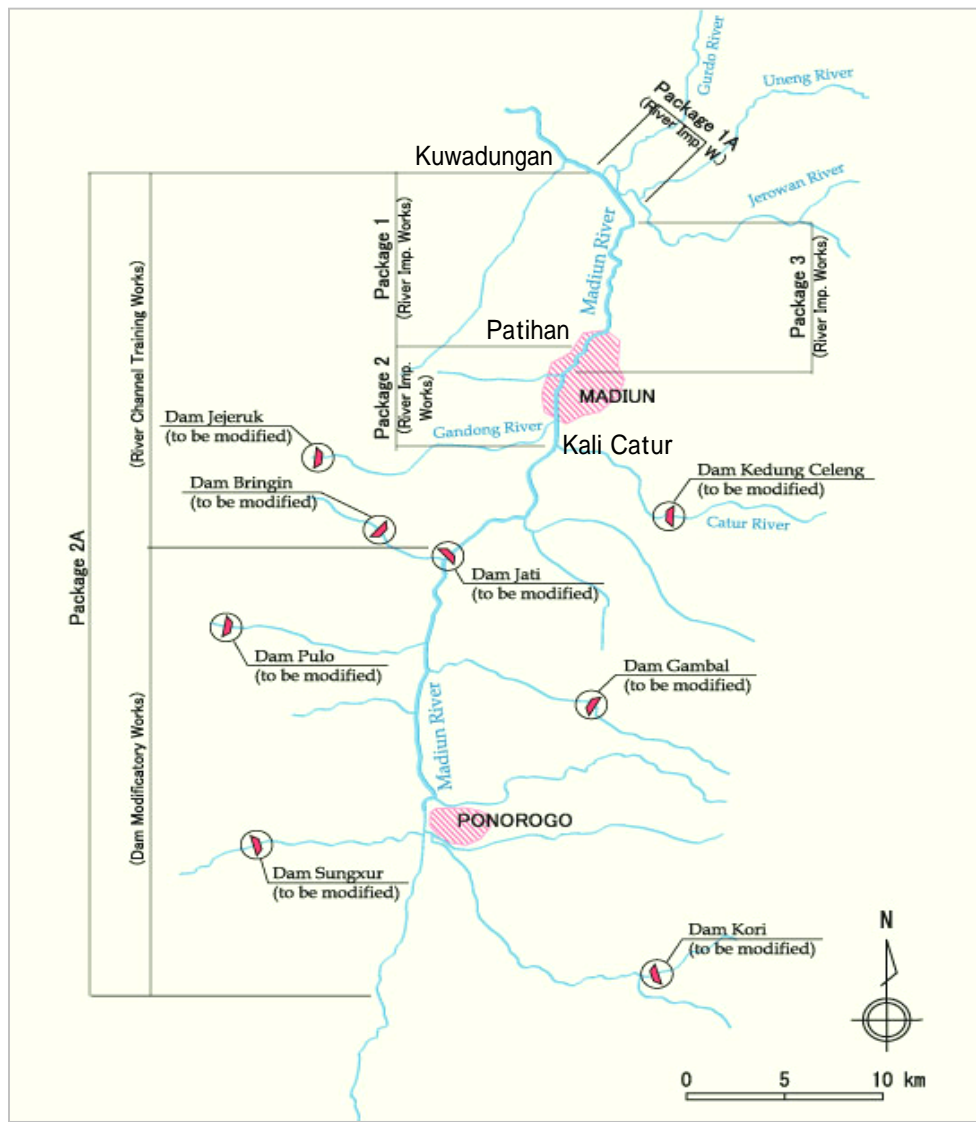 Gurdo River
Uneng River
Package 1A
(River Imp. W.)
Kuwadungan
Jerowan River
Madiun River
Package 1
(River Imp. Works)
Package 3
(River Imp. Works)
(River Channel Training Works)
Patihan
Package 2
(River Imp.
Works)
MADIUN
Dam Jejeruk
(to be modified)
Gandong River
Kali Catur
Dam Bringin
(to be modified)
Dam Kedung Celeng
(to be modified)
Catur River
Package 2A
Dam Jati
(to be modified)
Dam Pulo
(to be modified)
Dam Gambal
(to be modified)
Madiun River
(Dam Modificatory Works)
PONOROGO
Dam Sungxur
(to be modified)
Dam Kori
(to be modified)
N
0 5 10 km